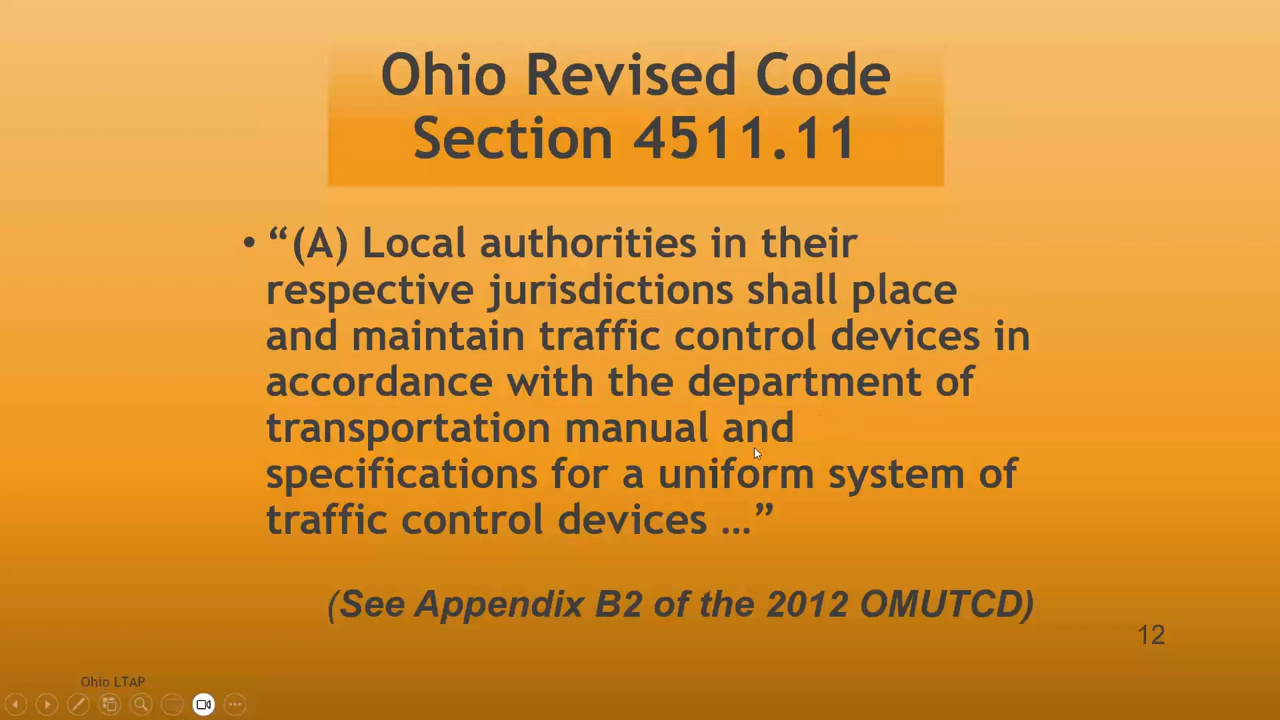 Ohio Revised Code
Section 4511.11
• “(A) Local authorities in their
respective jurisdictions shall place
and maintain traffic control devices in
accordance with the department of
transportation manual and
specifications for a uniform system of
traffic control devices …”
(See Appendix B2 of the 2012 OMUTCD)
12
Ohio LTAP